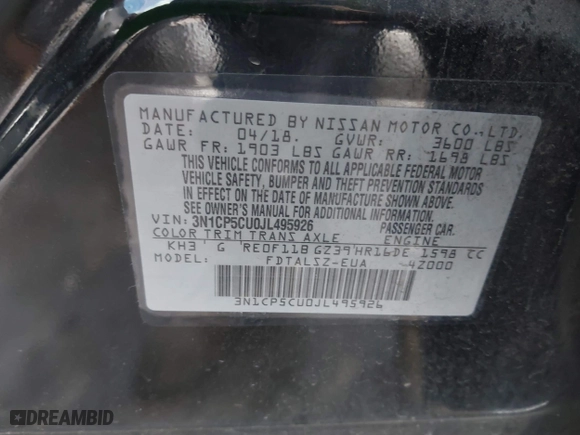 MANUFACTURED BY NISSAN MOTOR CO.,LTD.
DATE: 04/18. GVWR: 3600 LBS
GAWR FR: 1903 LBS GAWR RR: 1698 LBS
THIS VEHICLE CONFORMS TO ALL APPLICABLE FEDERAL MOTOR
VEHICLE SAFETY, BUMPER AND THEFT PREVENTION STANDARDS
IN EFFECT ON THE DATE OF MANUFACTURE SHOWN ABOVE.
SEE OWNER'S MANUAL FOR ADDITIONAL INFORMATION.
VIN: 3N1CP5CU0JL495926 PASSENGER CAR.
COLOR TRIM TRANS AXLE ENGINE
KH3 G RE0F11B GZ39 HR16DE 1598 CC
MODEL: FDTALSZ-EUA 4Z000
3N1CP5CU0JL495926
DREAMBID